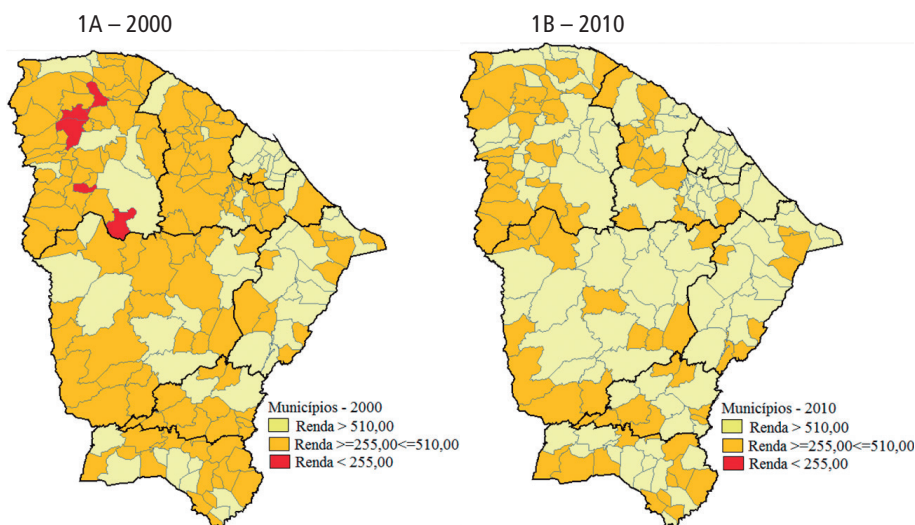 1A – 2000
1B – 2010
Municípios - 2000
Renda > 510,00
Renda >=255,00<=510,00
Renda < 255,00
Municípios - 2010
Renda > 510,00
Renda >=255,00<=510,00
Renda < 255,00